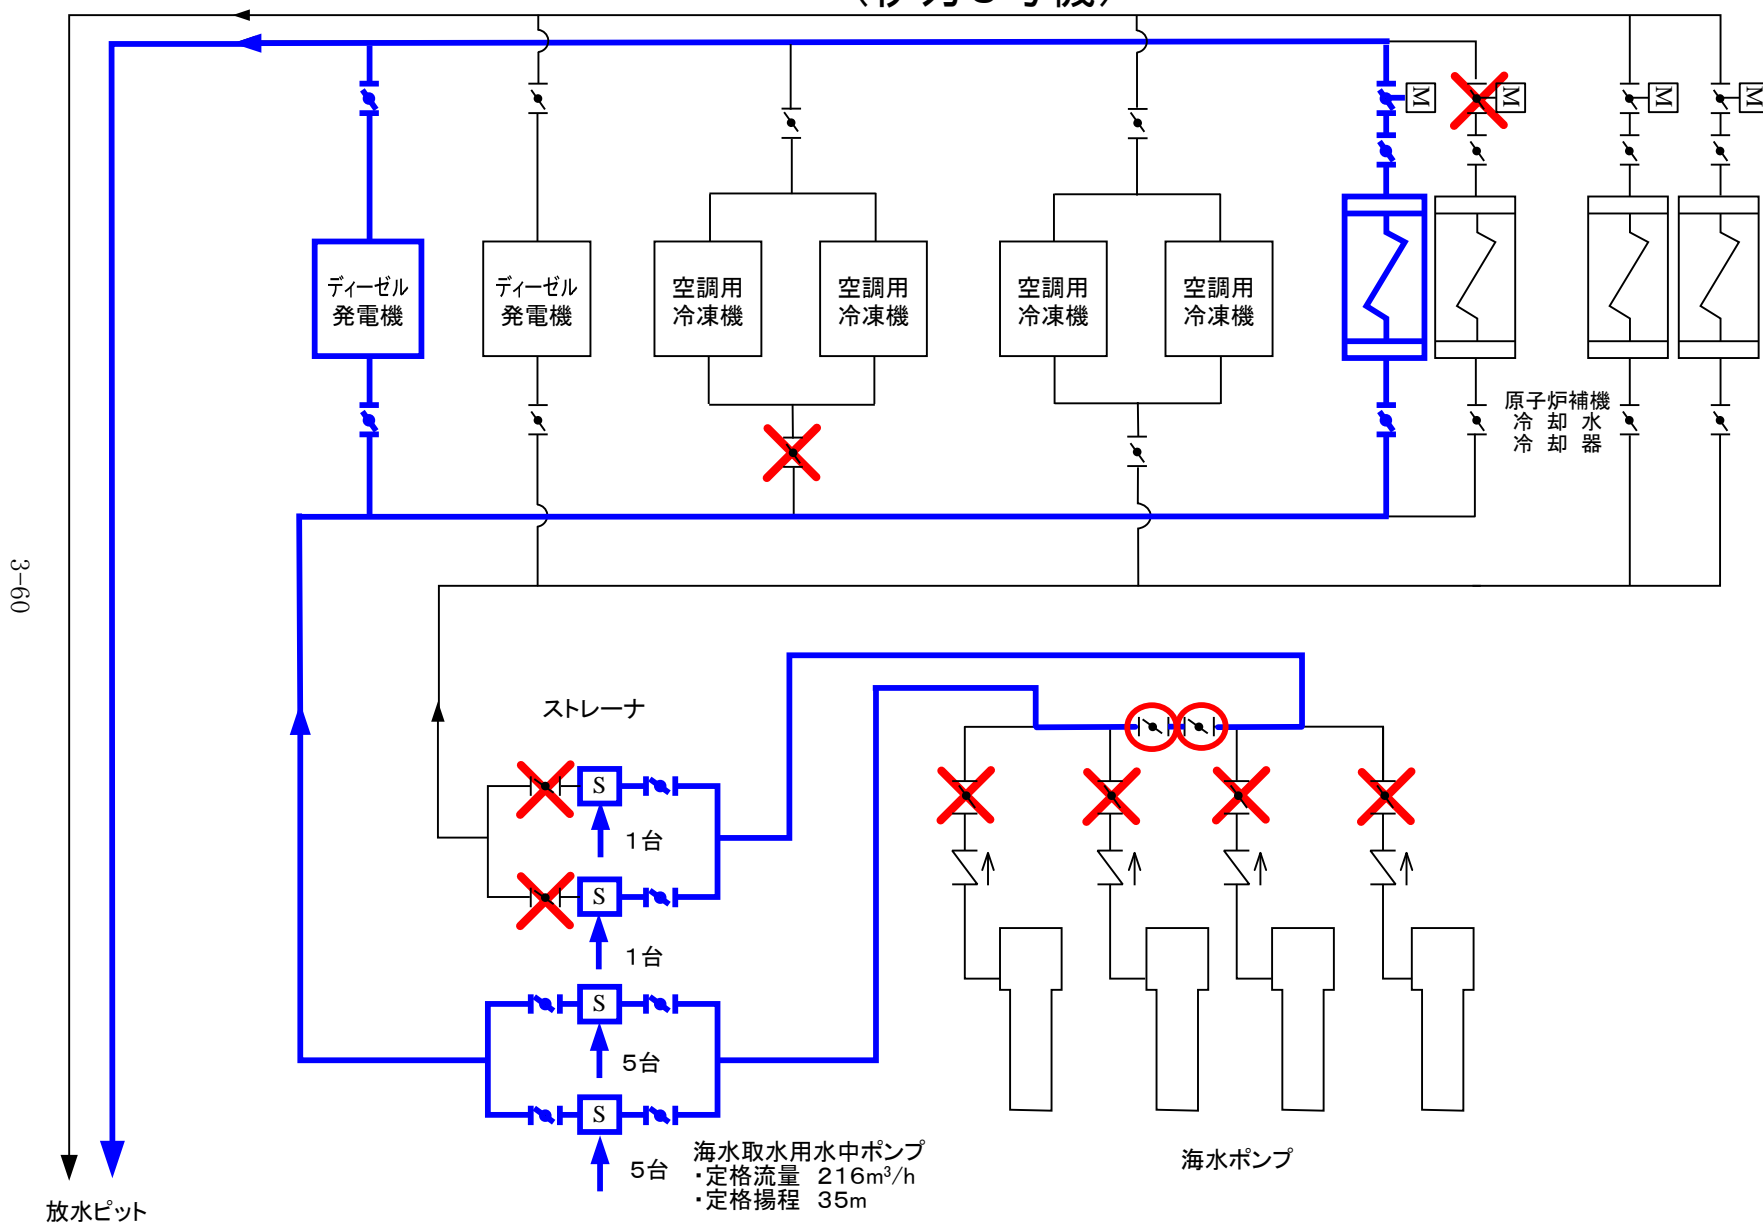 ディーゼル
発電機
ディーゼル
発電機
空調用
冷凍機
空調用
冷凍機
空調用
冷凍機
空調用
冷凍機
M
M
M
M
原子炉補機
冷却水
冷却器
3-60
ストレーナ
S
1台
S
1台
S
5台
S
5台
海水取水用水中ポンプ
・定格流量 216m³/h
・定格揚程 35m
海水ポンプ
放水ピット